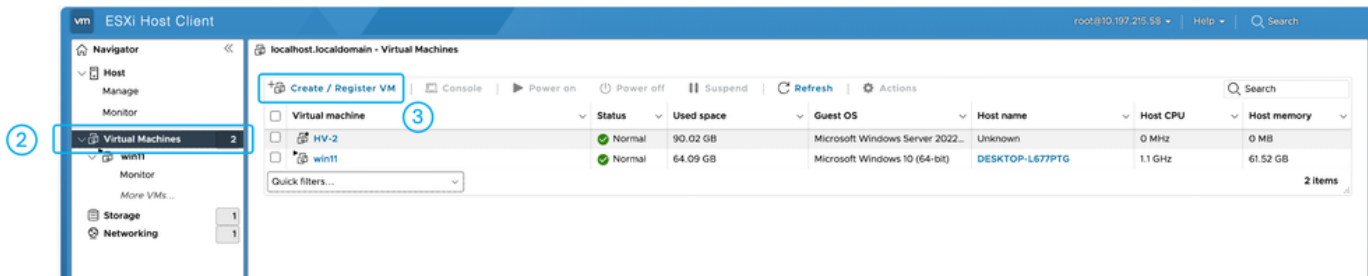 vm ESXi Host Client root@10.197.215.58 Help Search
Navigator
Host
Manage
Monitor
2
Virtual Machines 2
win11
Monitor
More VMs...
Storage 1
Networking 1
localhost.localdomain - Virtual Machines
Create / Register VM Console Power on Power off Suspend Refresh Actions Search
3
Virtual machine Status Used space Guest OS Host name Host CPU Host memory
HV-2 Normal 90.02 GB Microsoft Windows Server 2022... Unknown 0 MHz 0 MB
win11 Normal 64.09 GB Microsoft Windows 10 (64-bit) DESKTOP-L677PTG 1.1 GHz 61.52 GB
Quick filters... 2 items